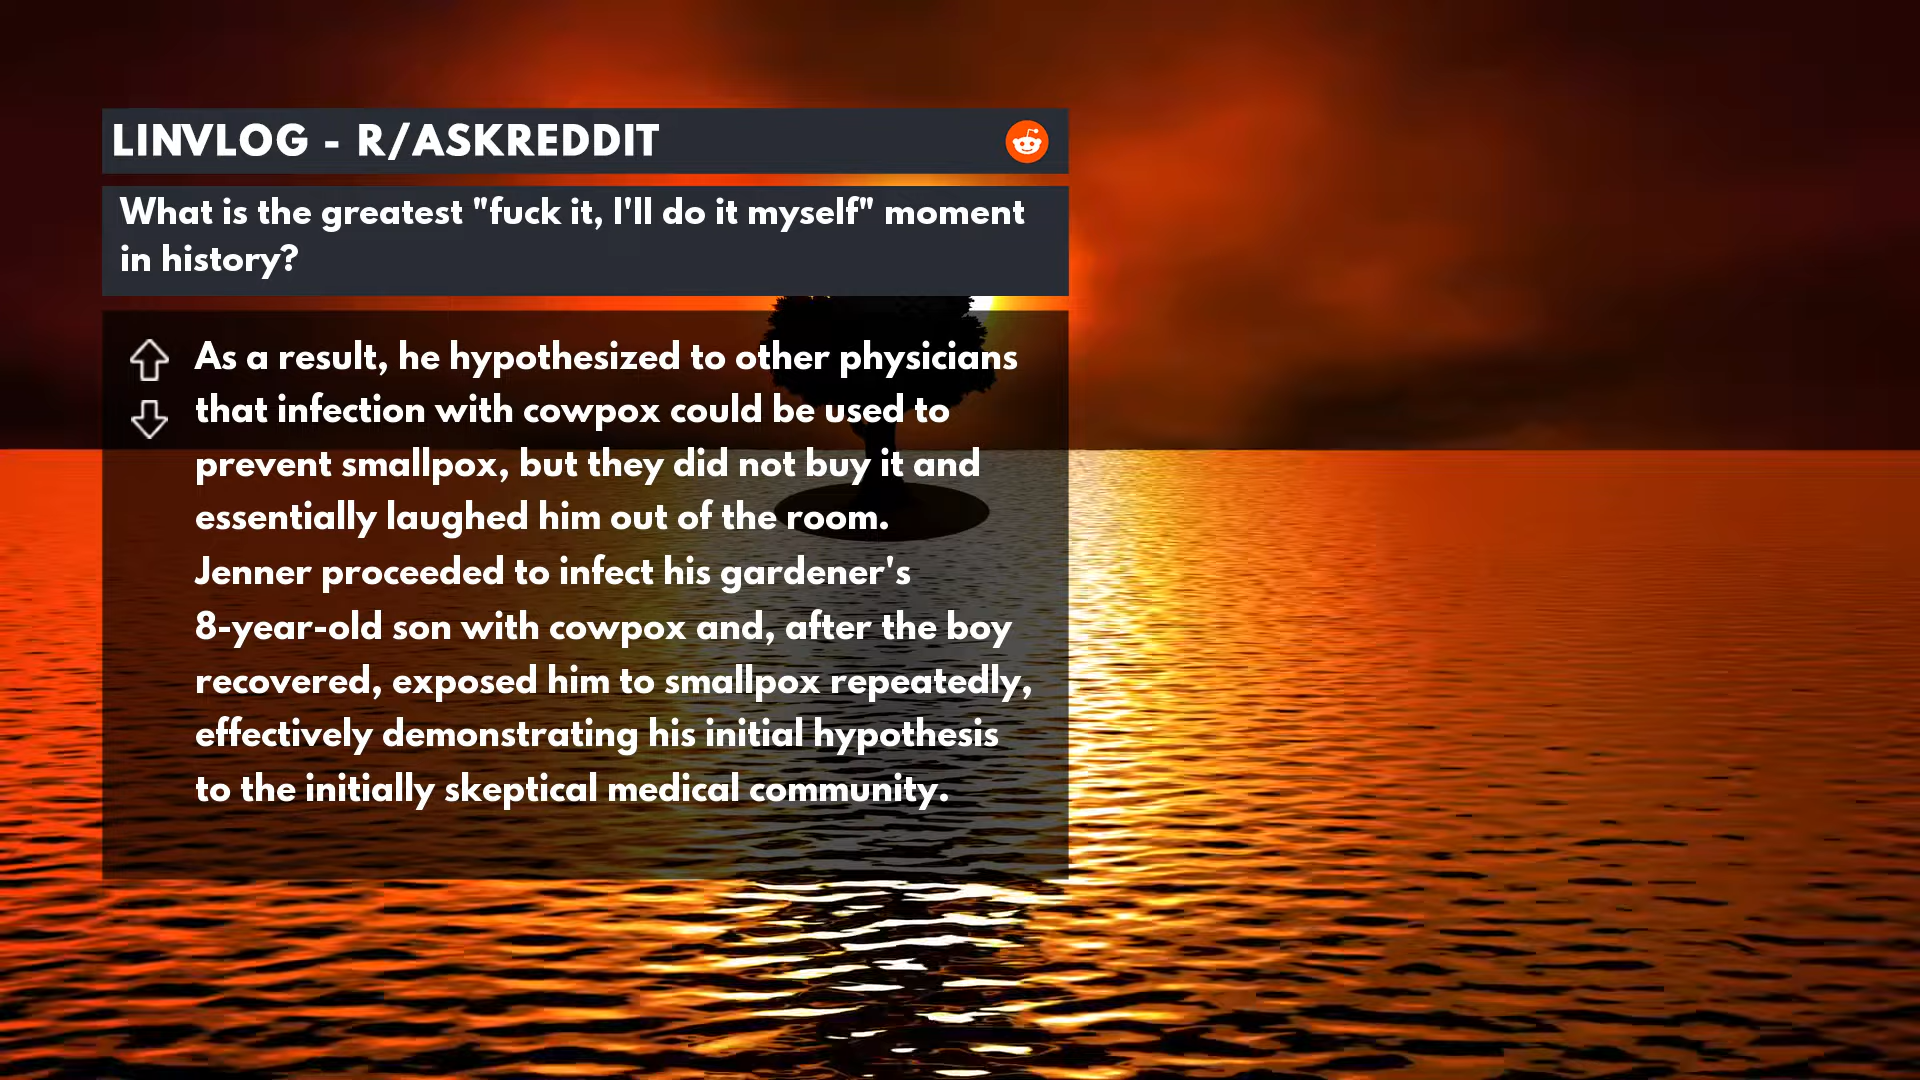 LINVLOG - R/ASKREDDIT
What is the greatest "fuck it, I'll do it myself" moment
in history?
As a result, he hypothesized to other physicians
that infection with cowpox could be used to
prevent smallpox, but they did not buy it and
essentially laughed him out of the room.
Jenner proceeded to infect his gardener's
8-year-old son with cowpox and, after the boy
recovered, exposed him to smallpox repeatedly,
effectively demonstrating his initial hypothesis
to the initially skeptical medical community.